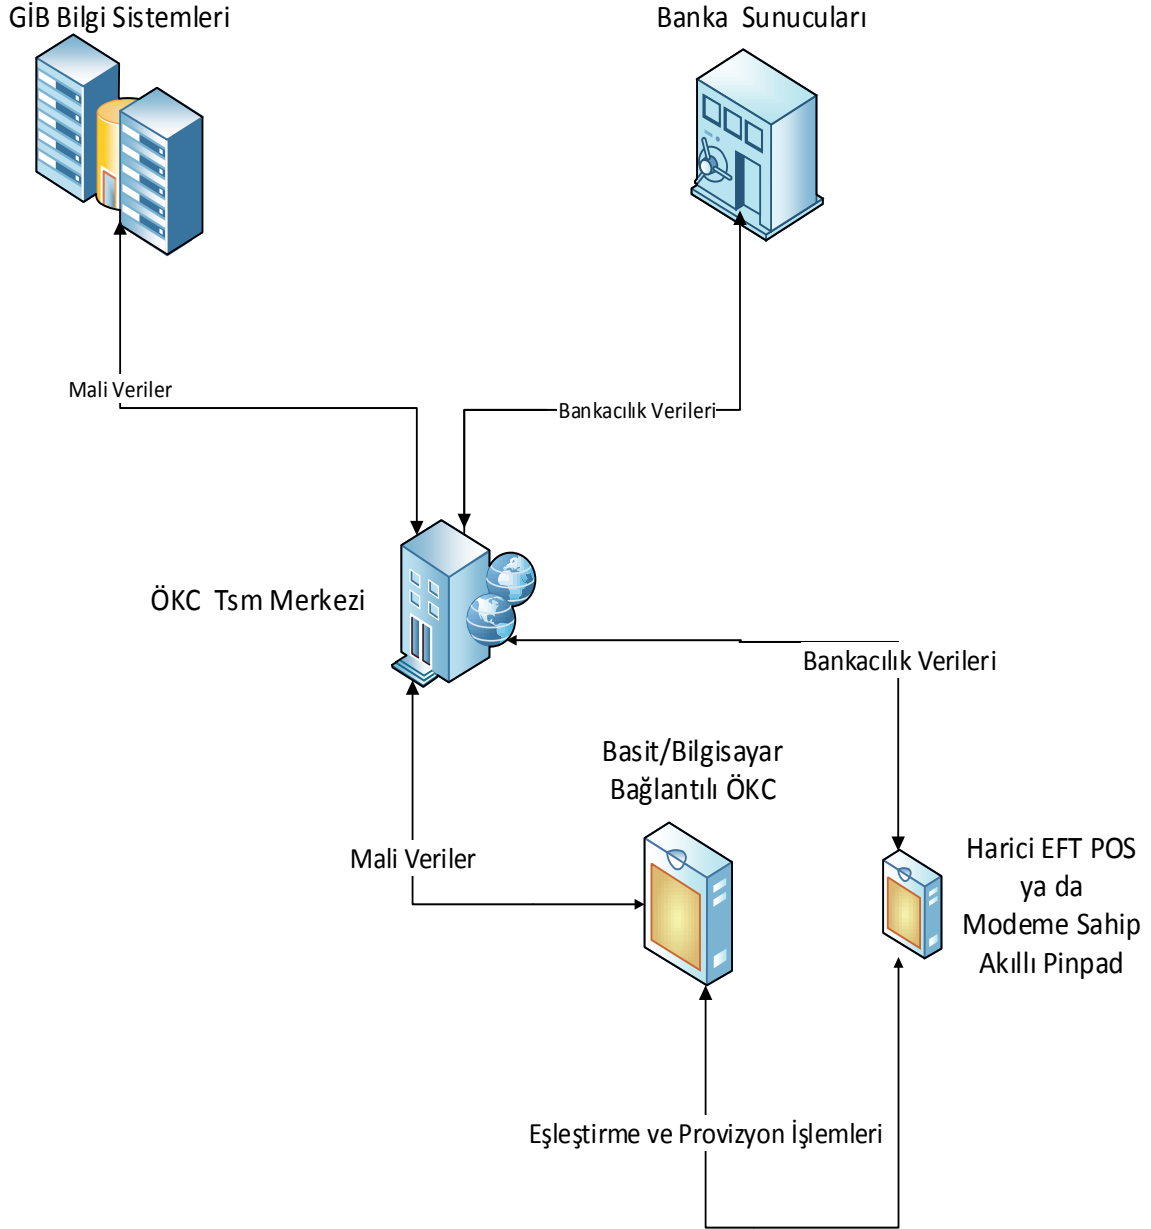 GİB Bilgi Sistemleri
Banka Sunucuları
Mali Veriler
Bankacılık Verileri
ÖKC Tsm Merkezi
Bankacılık Verileri
Basit/Bilgisayar
Bağlantılı ÖKC
Mali Veriler
Harici EFT POS
ya da
Modeme Sahip
Akıllı Pinpad
Eşleştirme ve Provizyon İşlemleri